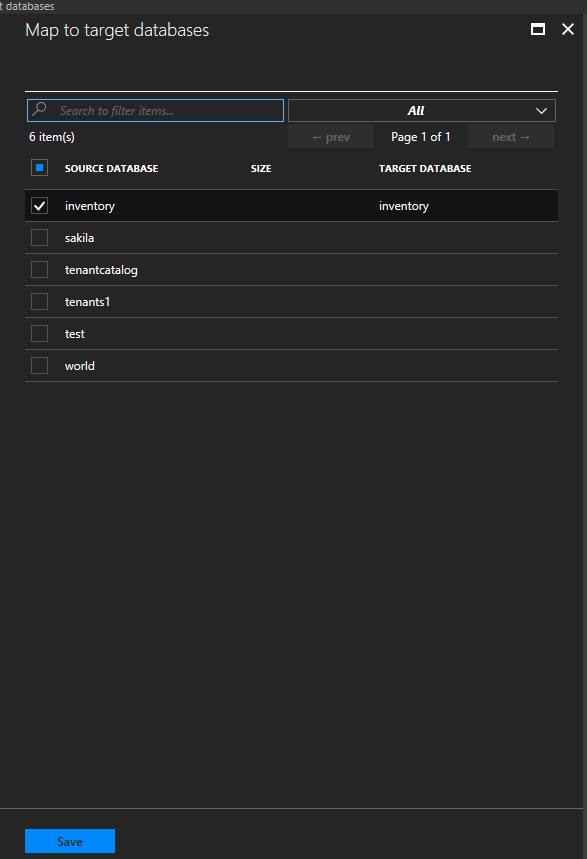 t databases
Map to target databases
Search to filter items...
All
6 item(s)
← prev
Page 1 of 1
next →
SOURCE DATABASE SIZE TARGET DATABASE
inventory inventory
sakila
tenantcatalog
tenants1
test
world
Save